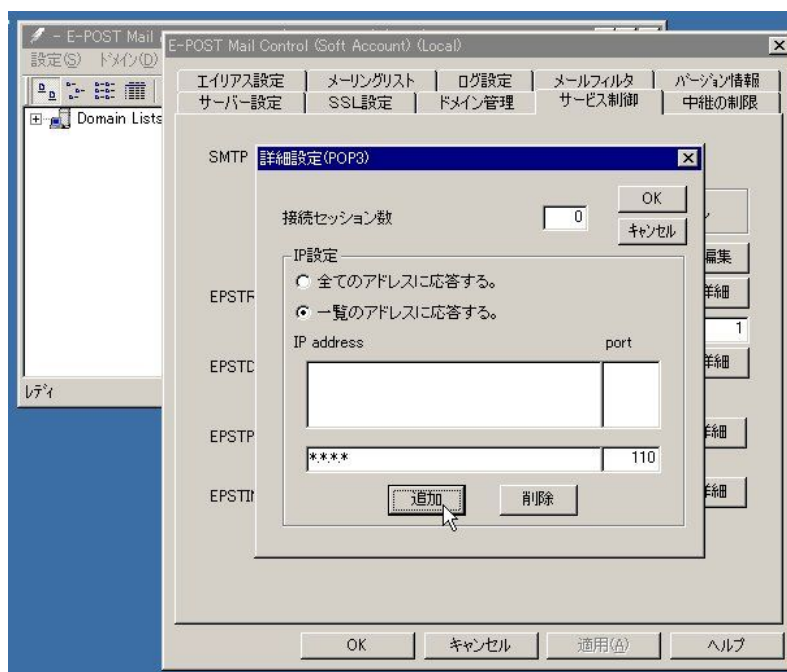 - E-POST Mail
設定(S) ドメイン(D)
Domain Lists
レディ
E-POST Mail Control (Soft Account) (Local)
エイリアス設定 メーリングリスト ログ設定 メールフィルタ バージョン情報
サーバー設定 SSL設定 ドメイン管理 サービス制御 中継の制限
SMTP
詳細設定(POP3)
接続セッション数 0
OK
キャンセル
IP設定
全てのアドレスに応答する。
一覧のアドレスに応答する。
IP address port
*.*.*.* 110
追加 削除
編集
EPSTR 詳細
1
EPSTD 詳細
EPSTP 詳細
EPSTI 詳細
OK キャンセル 適用(A) ヘルプ